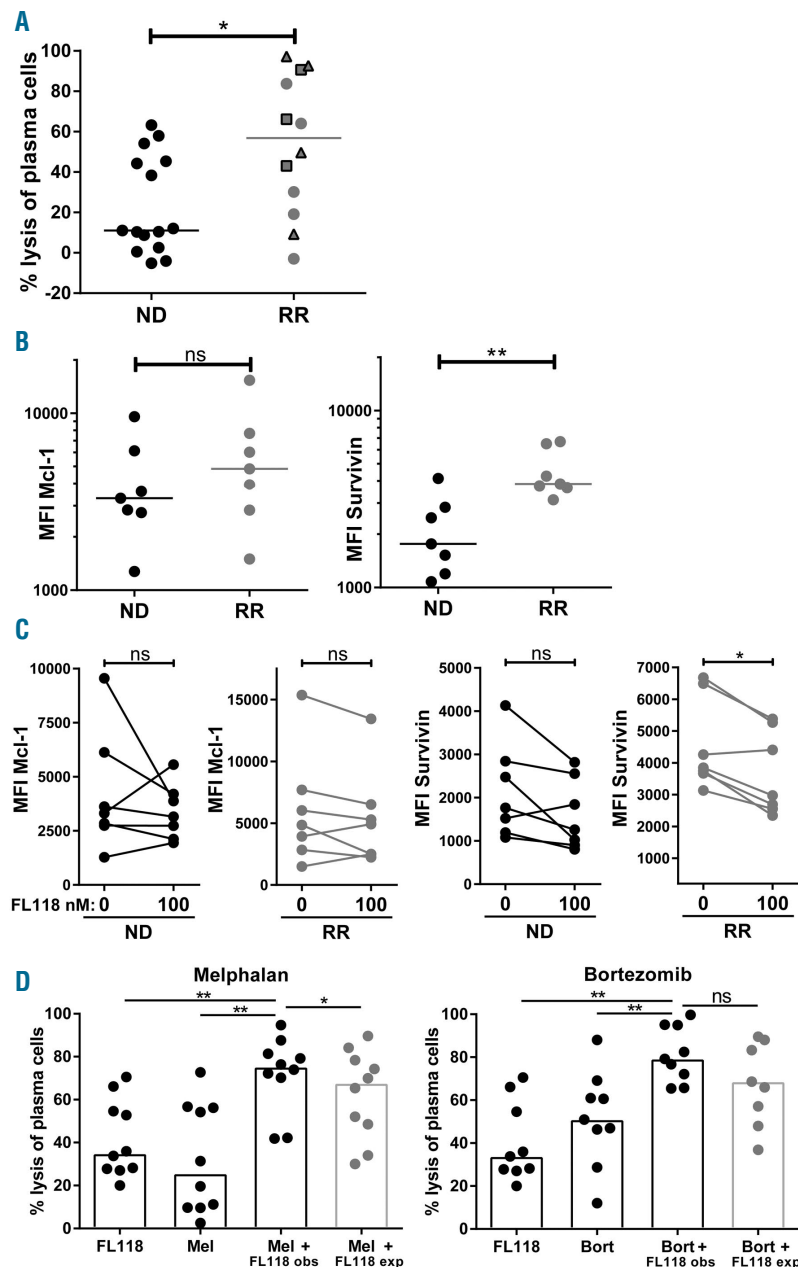 A
*
% lysis of plasma cells
100
80
60
40
20
0
-20
ND RR
B
ns
MFI Mcl-1
10000
1000
ND RR
**
MFI Survivin
10000
1000
ND RR
C
ns
MFI Mcl-1
10000
7500
5000
2500
0
FL118 nM: 0 100
ND
ns
MFI Mcl-1
15000
10000
5000
0
0 100
RR
ns
MFI Survivin
5000
4000
3000
2000
1000
0
0 100
ND
*
MFI Survivin
7000
6000
5000
4000
3000
2000
1000
0 100
RR
D
Melphalan
** ** *
% lysis of plasma cells
100
80
60
40
20
0
FL118 Mel Mel + Mel +
FL118 obs FL118 exp
Bortezomib
** ** ns
% lysis of plasma cells
100
80
60
40
20
0
FL118 Bort Bort + Bort +
FL118 obs FL118 exp